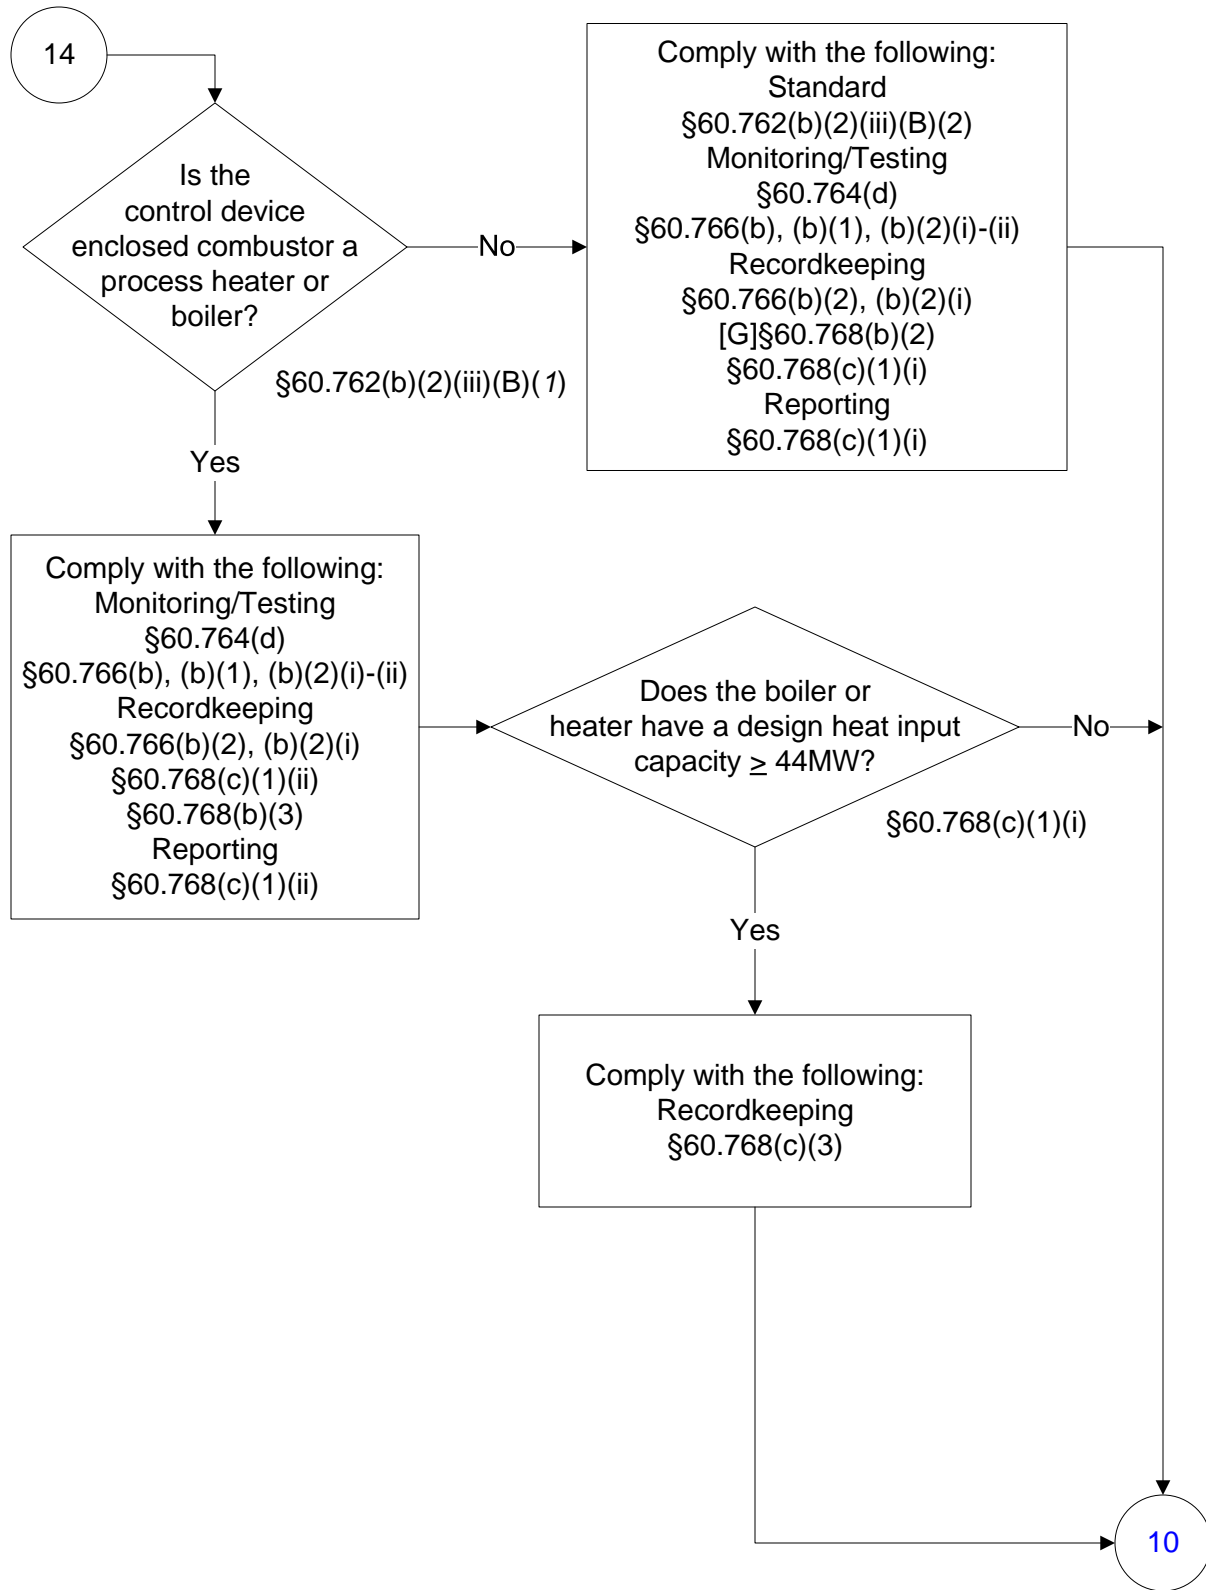 14
Is the
control device
enclosed combustor a
process heater or
boiler?
§60.762(b)(2)(iii)(B)(1)
No
Yes
Comply with the following:
Standard
§60.762(b)(2)(iii)(B)(2)
Monitoring/Testing
§60.764(d)
§60.766(b), (b)(1), (b)(2)(i)-(ii)
Recordkeeping
§60.766(b)(2), (b)(2)(i)
[G]§60.768(b)(2)
§60.768(c)(1)(i)
Reporting
§60.768(c)(1)(i)
Comply with the following:
Monitoring/Testing
§60.764(d)
§60.766(b), (b)(1), (b)(2)(i)-(ii)
Recordkeeping
§60.766(b)(2), (b)(2)(i)
§60.768(c)(1)(ii)
§60.768(b)(3)
Reporting
§60.768(c)(1)(ii)
Does the boiler or
heater have a design heat input
capacity ≥ 44MW?
No
§60.768(c)(1)(i)
Yes
Comply with the following:
Recordkeeping
§60.768(c)(3)
10